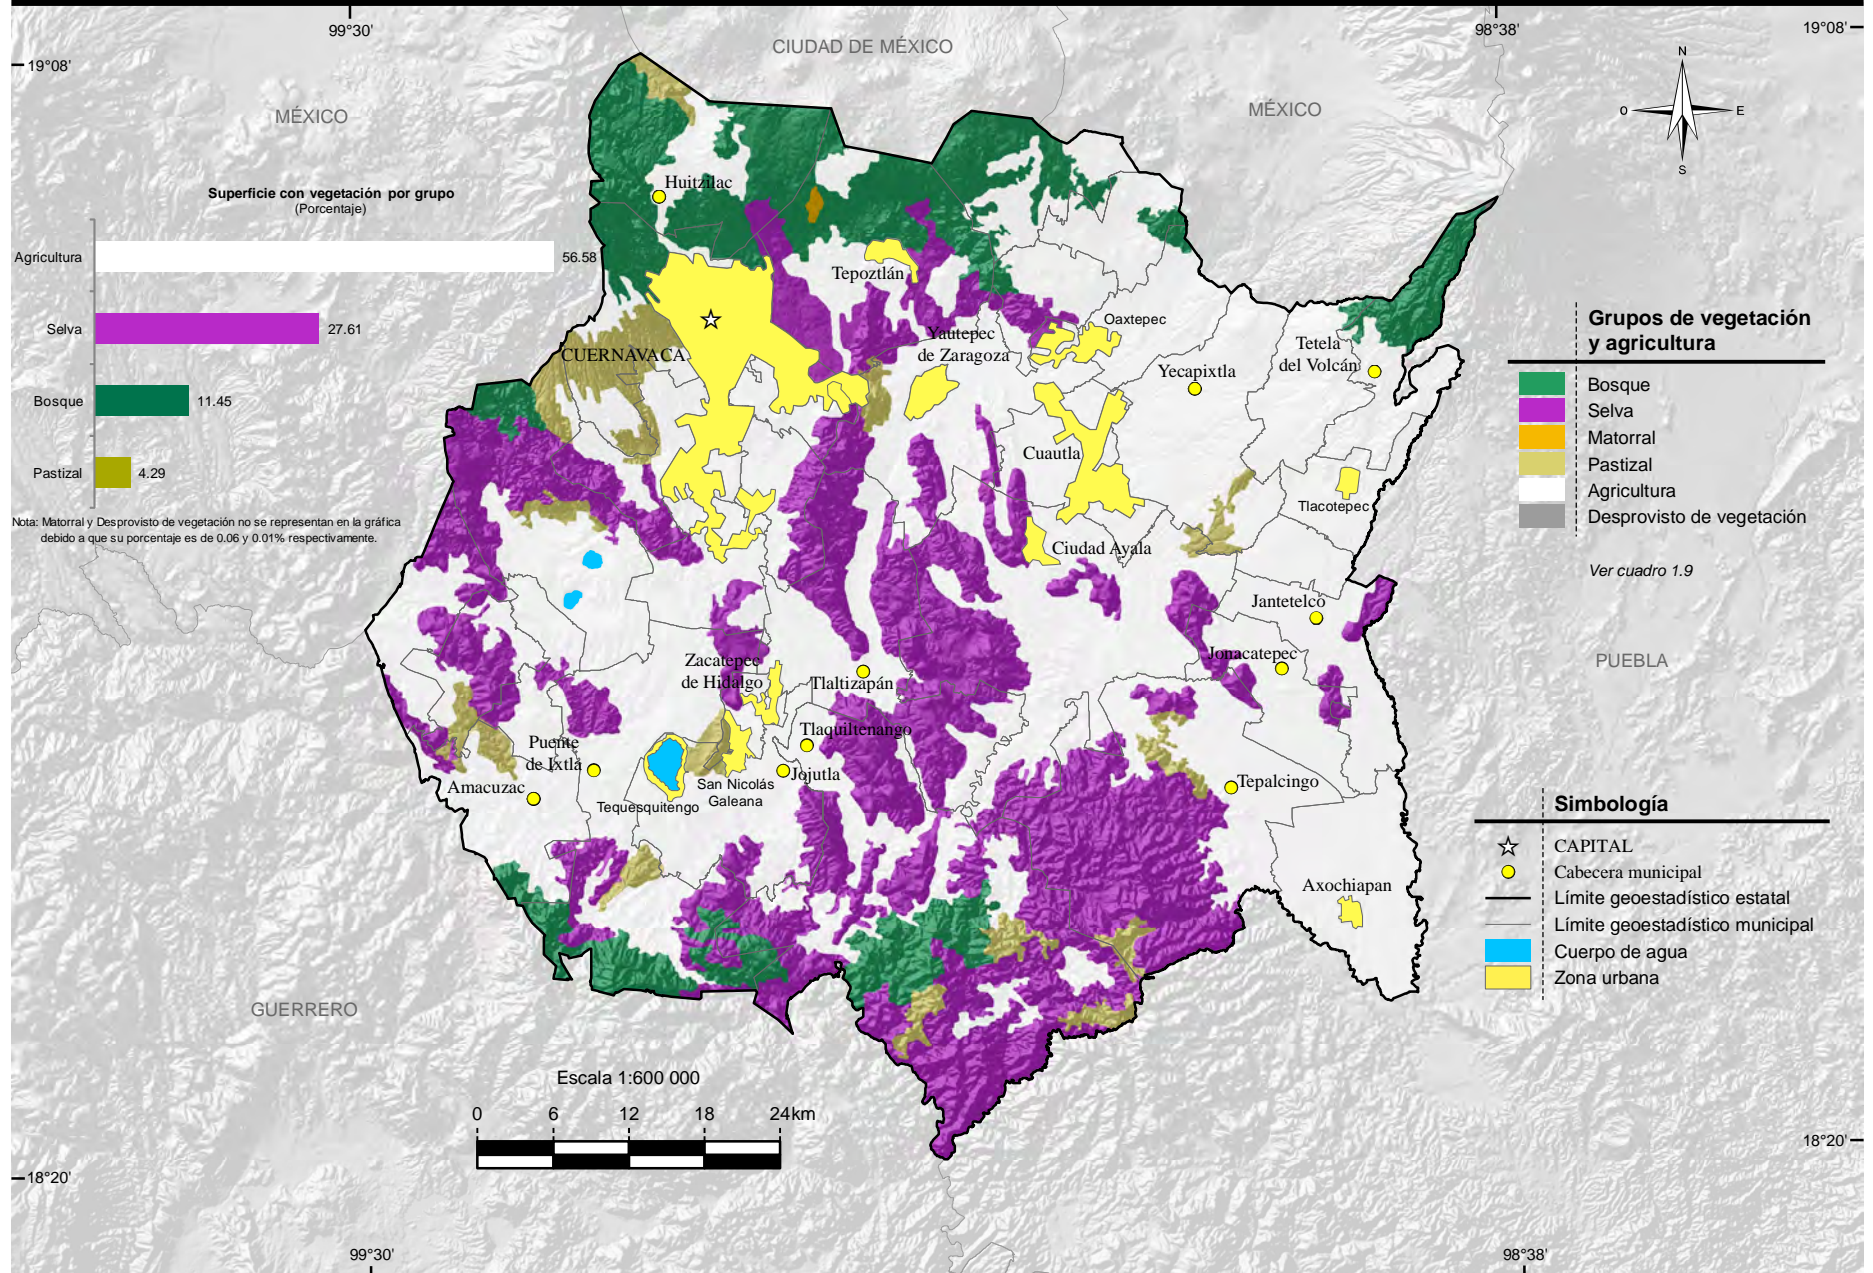 99°30'
98°38'
19°08'
19°08'
CIUDAD DE MÉXICO
MÉXICO
MÉXICO
N
O
E
S
Superficie con vegetación por grupo
(Porcentaje)
Agricultura
56.58
Selva
27.61
Bosque
11.45
Pastizal
4.29
Nota: Matorral y Desprovisto de vegetación no se representan en la gráfica
debido a que su porcentaje es de 0.06 y 0.01% respectivamente.
Huitzilac
Tepoztlán
CUERNAVACA
Oaxtepec
Yautepec
de Zaragoza
Tetela
del Volcán
Yecapixtla
Cuautla
Tlacotepec
Ciudad Ayala
Jantetelco
Jonacatepec
Zacatepec
de Hidalgo
Tlaltizapán
Tlaquiltenango
Puente
de Ixtla
Jojutla
San Nicolás
Galeana
Amacuzac
Tequesquitengo
Tepalcingo
Axochiapan
PUEBLA
GUERRERO
Grupos de vegetación
y agricultura
Bosque
Selva
Matorral
Pastizal
Agricultura
Desprovisto de vegetación
Ver cuadro 1.9
Simbología
CAPITAL
Cabecera municipal
Límite geoestadístico estatal
Límite geoestadístico municipal
Cuerpo de agua
Zona urbana
Escala 1:600 000
0 6 12 18 24km
18°20'
18°20'
99°30'
98°38'